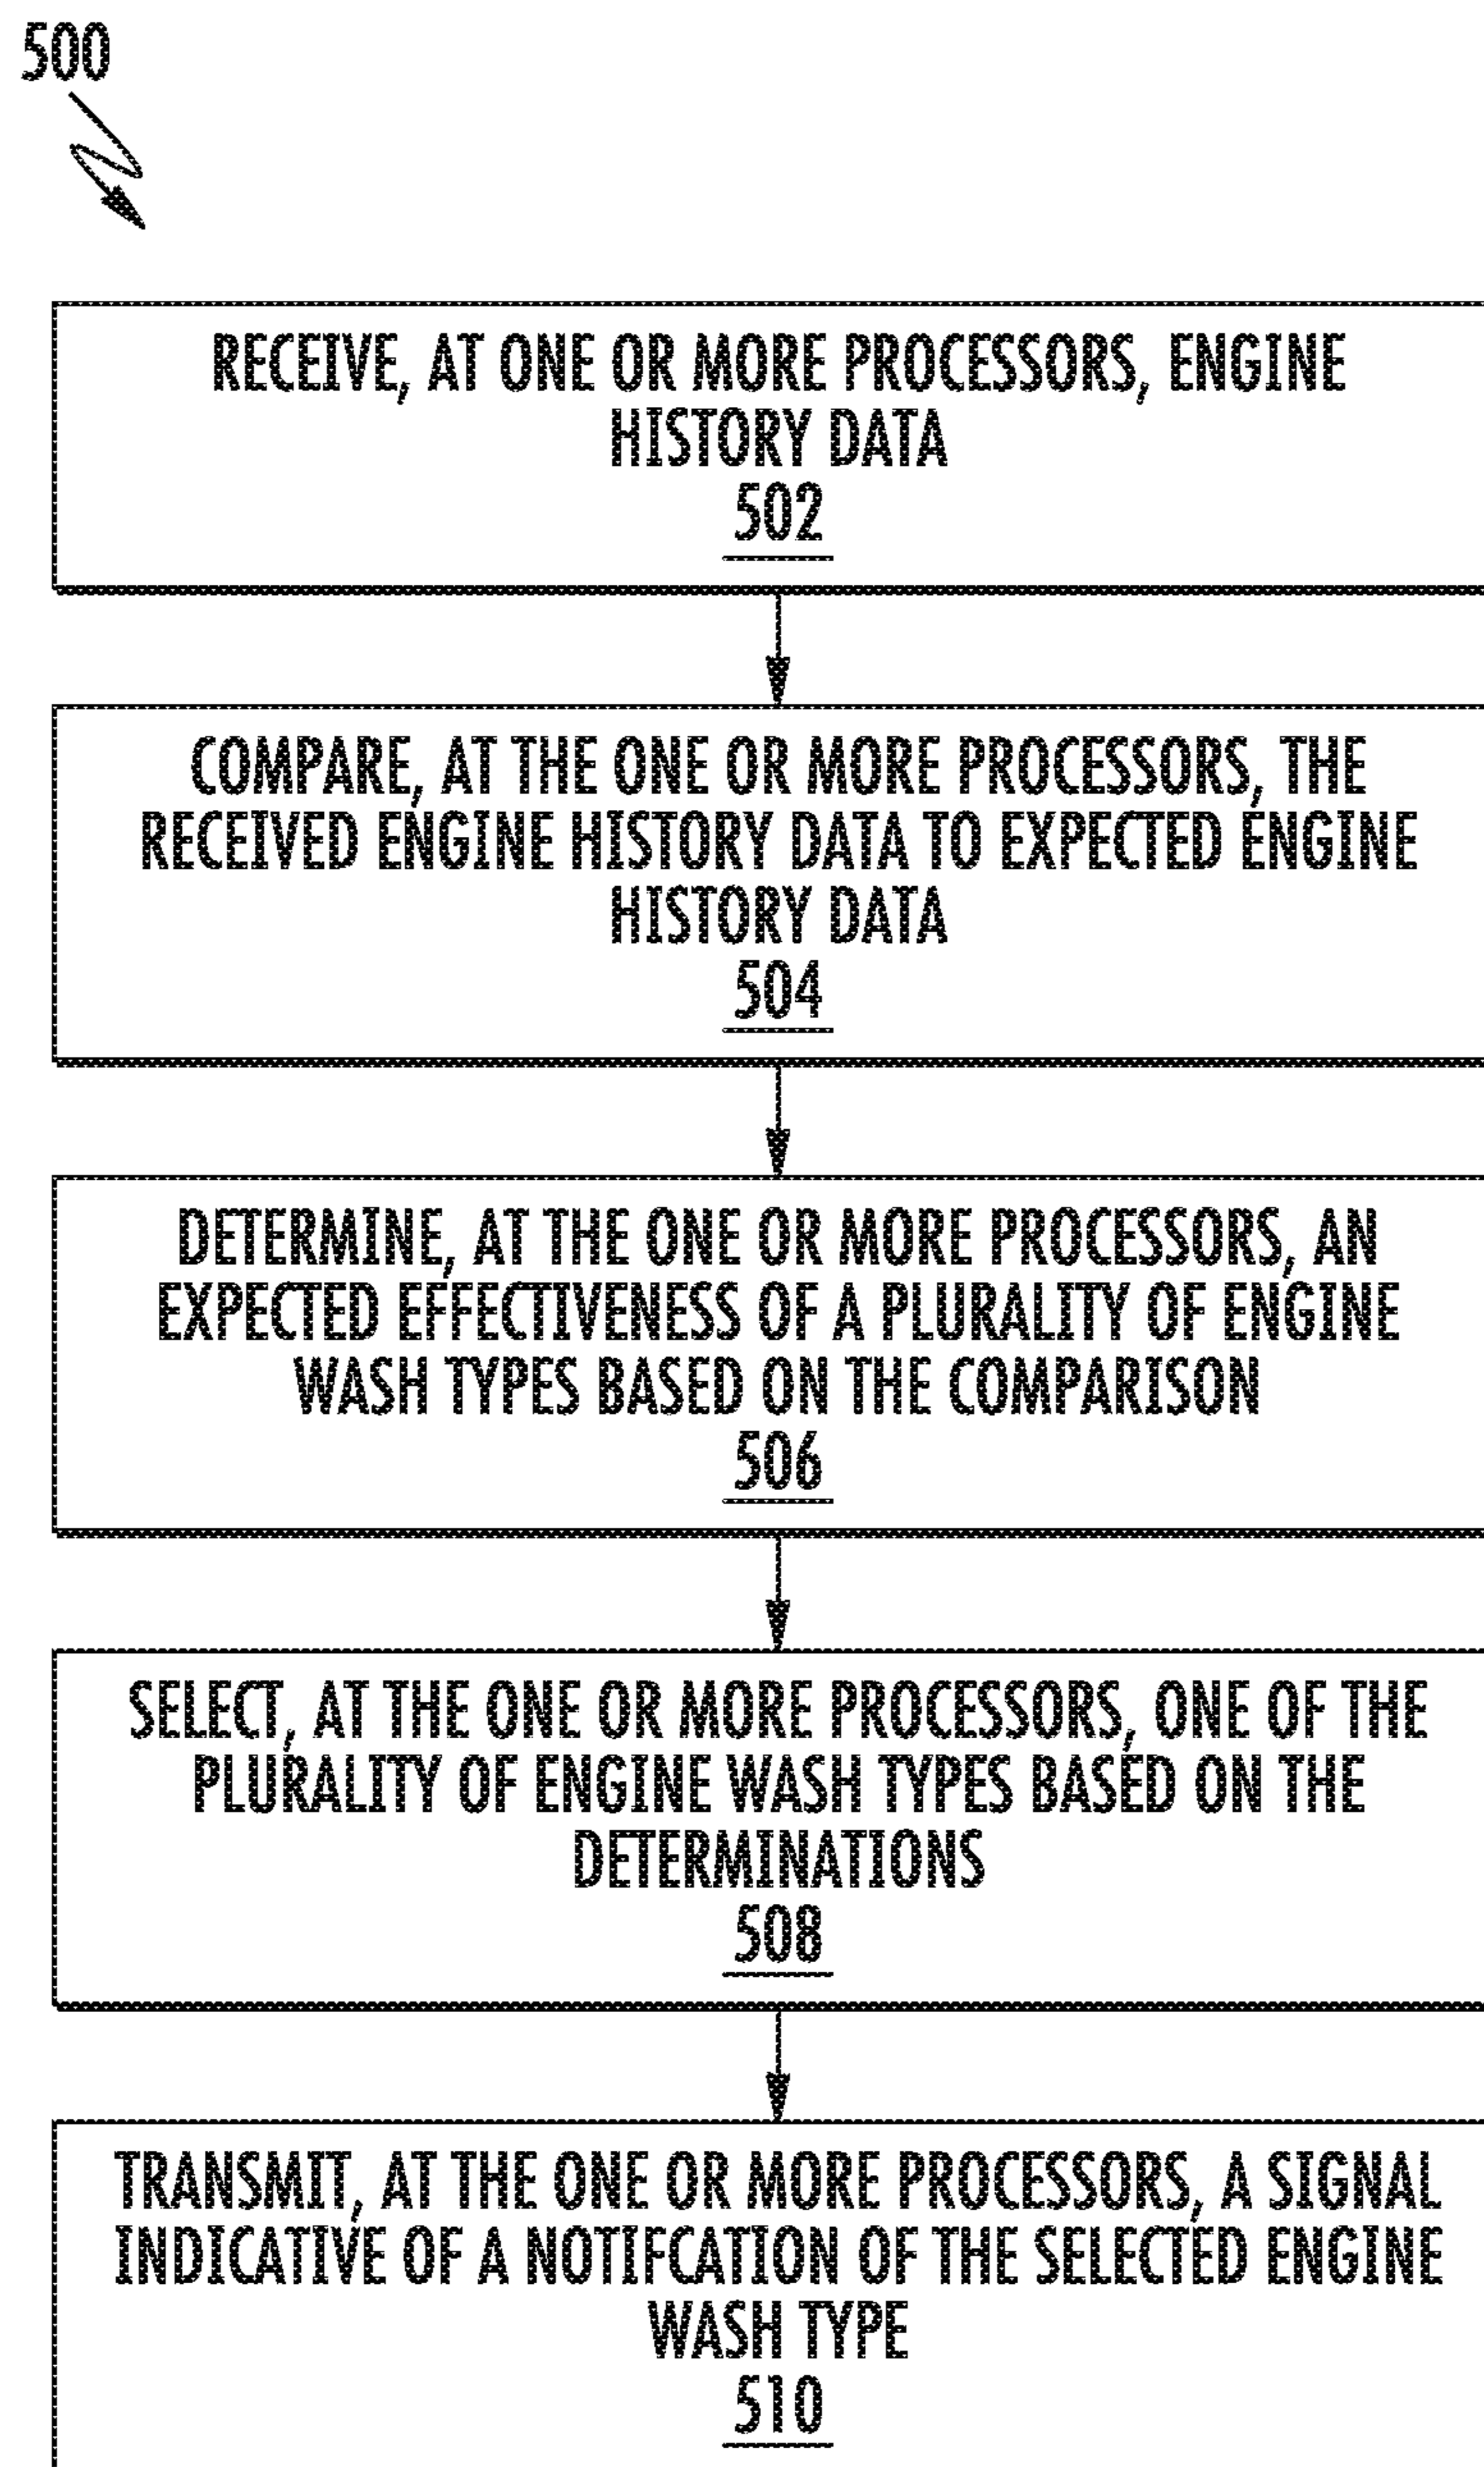 500
RECEIVE, AT ONE OR MORE PROCESSORS, ENGINE
HISTORY DATA
502
COMPARE, AT THE ONE OR MORE PROCESSORS, THE
RECEIVED ENGINE HISTORY DATA TO EXPECTED ENGINE
HISTORY DATA
504
DETERMINE, AT THE ONE OR MORE PROCESSORS, AN
EXPECTED EFFECTIVENESS OF A PLURALITY OF ENGINE
WASH TYPES BASED ON THE COMPARISON
506
SELECT, AT THE ONE OR MORE PROCESSORS, ONE OF THE
PLURALITY OF ENGINE WASH TYPES BASED ON THE
DETERMINATIONS
508
TRANSMIT, AT THE ONE OR MORE PROCESSORS, A SIGNAL
INDICATIVE OF A NOTIFCATION OF THE SELECTED ENGINE
WASH TYPE
510